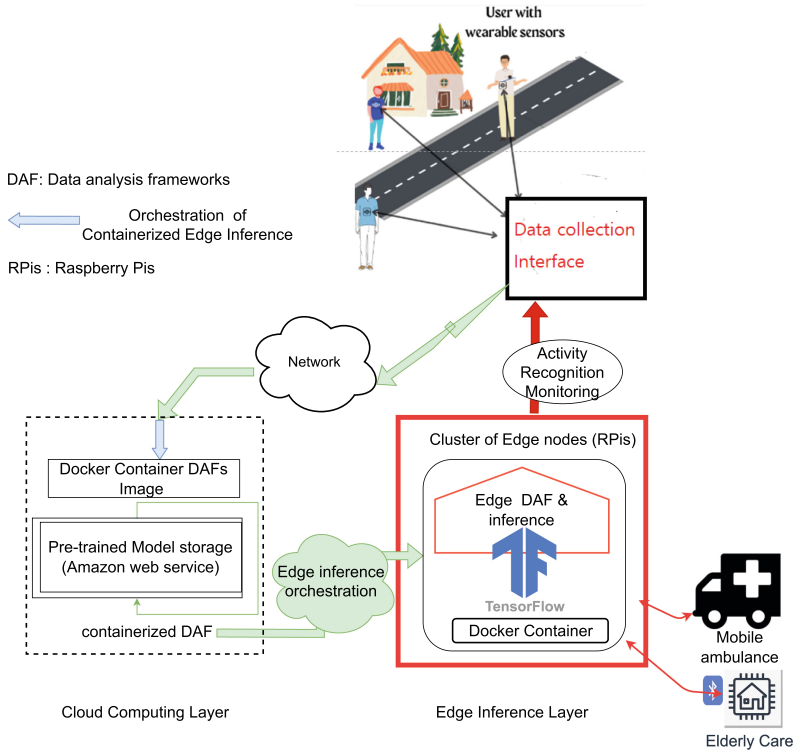 User with
wearable sensors
DAF: Data analysis frameworks
Orchestration of
Containerized Edge Inference
RPis : Raspberry Pis
Data collection
Interface
Network
Activity
Recognition
Monitoring
Cluster of Edge nodes (RPis)
Docker Container DAFs
Image
Edge DAF &
inference
Pre-trained Model storage
(Amazon web service)
Edge inference
orchestration
TensorFlow
containerized DAF
Docker Container
Mobile
ambulance
Cloud Computing Layer
Edge Inference Layer
Elderly Care